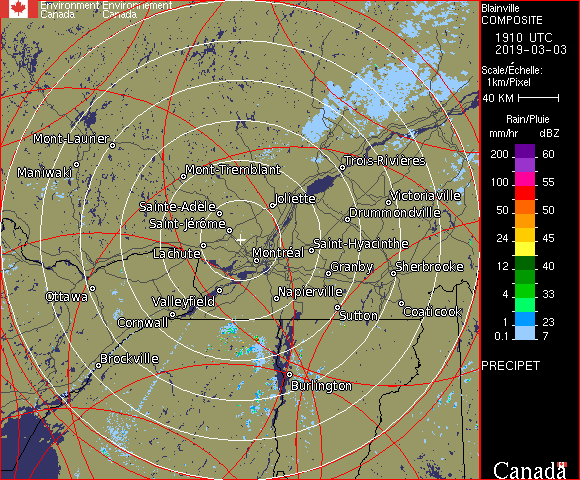 Environment Environnement
Canada Canada
Blainville
COMPOSITE
1910 UTC
2019-03-03
Scale/Échelle:
1km/Pixel
40 KM
Rain/Pluie
mm/hr dBZ
200 60
100 55
50 50
24 45
12 40
4 33
1 23
0.1 7
PRECIPET
Canada
Mont-Laurier
Maniwaki
Mont-Tremblant
Trois-Rivières
Sainte-Adèle
Joliette
Victoriaville
Saint-Jérôme
Drummondville
Lachute
Montréal
Saint-Hyacinthe
Granby
Sherbrooke
Ottawa
Valleyfield
Napierville
Cornwall
Sutton
Coaticook
Brockville
Burlington